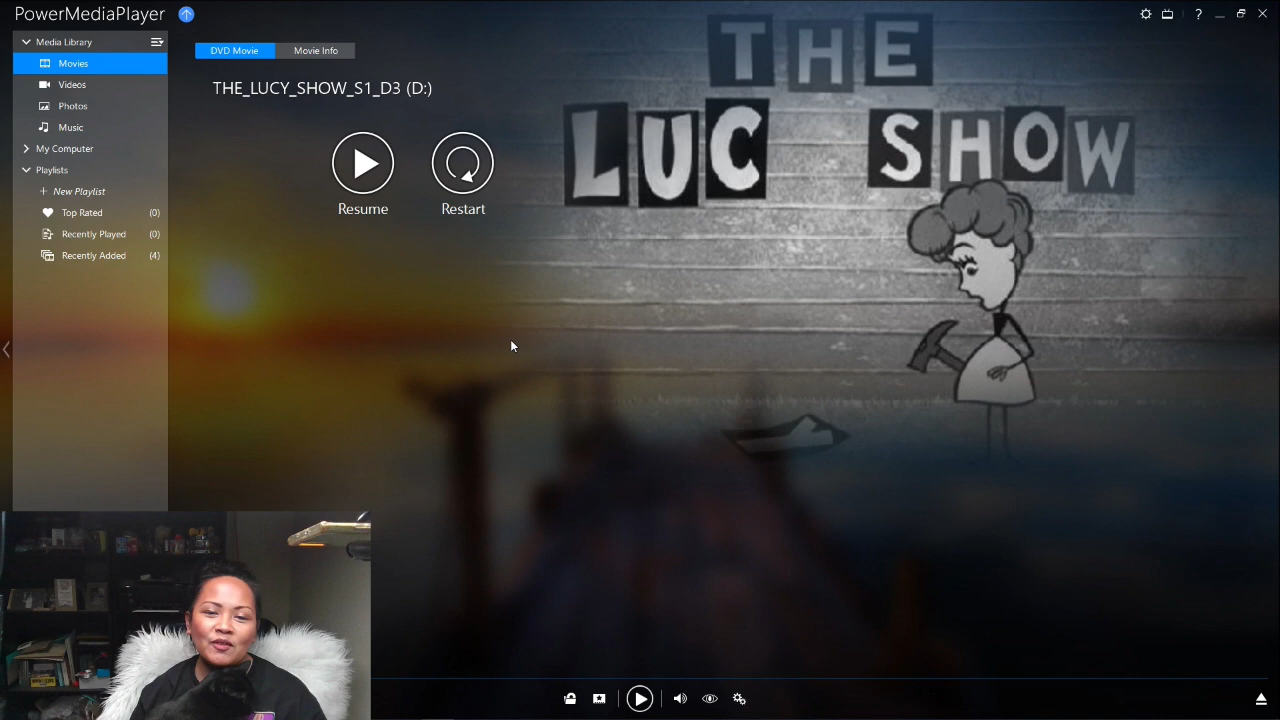 PowerMediaPlayer
?
Media Library
Movies
Videos
Photos
Music
My Computer
Playlists
+ New Playlist
Top Rated (0)
Recently Played (0)
Recently Added (4)
DVD Movie
Movie Info
THE_LUCY_SHOW_S1_D3 (D:)
Resume
Restart
THE
LUC SHOW